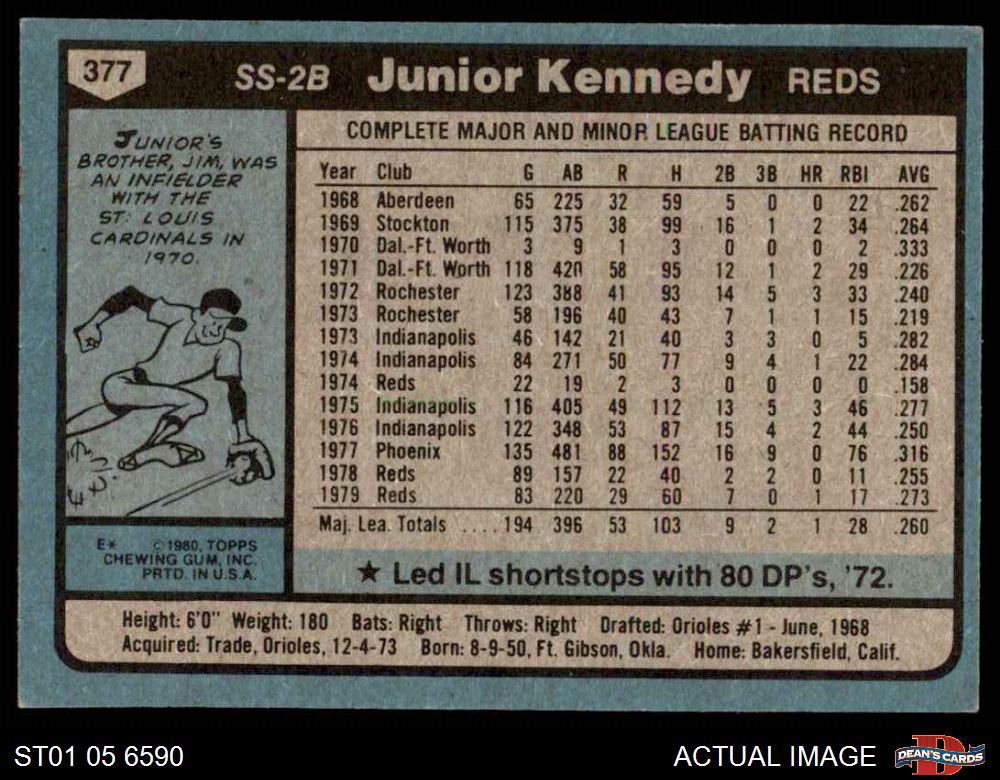 377 SS-2B Junior Kennedy REDS
JUNIOR'S
BROTHER, JIM, WAS
AN INFIELDER
WITH THE
ST. LOUIS
CARDINALS IN
1970.
COMPLETE MAJOR AND MINOR LEAGUE BATTING RECORD
Year Club G AB R H 2B 3B HR RBI AVG
1968 Aberdeen 65 225 32 59 5 0 0 22 .262
1969 Stockton 115 375 38 99 16 1 2 34 .264
1970 Dal.-Ft. Worth 3 9 1 3 0 0 0 2 .333
1971 Dal.-Ft. Worth 118 420 58 95 12 1 2 29 .226
1972 Rochester 123 388 41 93 14 5 3 33 .240
1973 Rochester 58 196 40 43 7 1 1 15 .219
1973 Indianapolis 46 142 21 40 3 3 0 5 .282
1974 Indianapolis 84 271 50 77 9 4 1 22 .284
1974 Reds 22 19 2 3 0 0 0 0 .158
1975 Indianapolis 116 405 49 112 13 5 3 46 .277
1976 Indianapolis 122 348 53 87 15 4 2 44 .250
1977 Phoenix 135 481 88 152 16 9 0 76 .316
1978 Reds 89 157 22 40 2 2 0 11 .255
1979 Reds 83 220 29 60 7 0 1 17 .273
Maj. Lea. Totals ....194 396 53 103 9 2 1 28 .260
★ Led IL shortstops with 80 DP's, '72.
E* ©1980, TOPPS
CHEWING GUM, INC.
PRTD. IN U.S.A.
Height: 6'0" Weight: 180 Bats: Right Throws: Right Drafted: Orioles #1 - June, 1968
Acquired: Trade, Orioles, 12-4-73 Born: 8-9-50, Ft. Gibson, Okla. Home: Bakersfield, Calif.
ST01 05 6590 ACTUAL IMAGE D DEAN'S CARDS